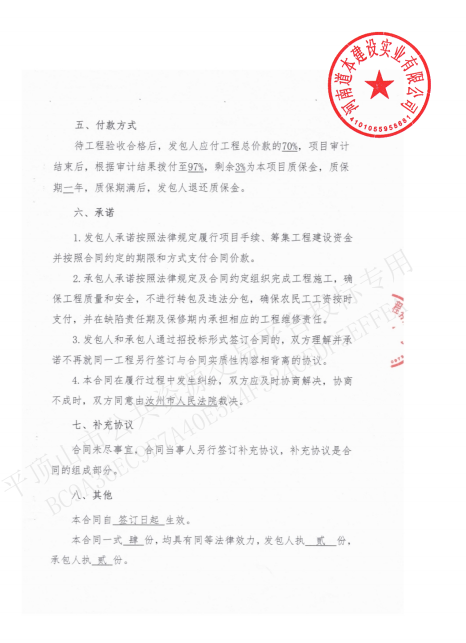 河南道本建设实业有限公司
4101055955681
五、付款方式
待工程验收合格后，发包人应付工程总价款的70%，项目审计
结束后，根据审计结果拨付至97%，剩余3%为本项目质保金，质保
期一年，质保期满后，发包人退还质保金。
六、承诺
1.发包人承诺按照法律规定履行项目手续、筹集工程建设资金
并按照合同约定的期限和方式支付合同价款。
2.承包人承诺按照法律规定及合同约定组织完成工程施工，确
保工程质量和安全，不进行转包及违法分包，确保农民工工资按时
支付，并在缺陷责任期及保修期内承担相应的工程维修责任。
3.发包人和承包人通过招投标形式签订合同的，双方理解并承
诺不再就同一工程另行签订与合同实质性内容相背离的协议。
4.本合同在履行过程中发生纠纷，双方应及时协商解决，协商
不成时，双方同意由汝州市人民法院裁决。
七、补充协议
合同未尽事宜。合同当事人另行签订补充协议，补充协议是合
同的组成部分。
八、其他
本合同自 签订日起 生效。
本合同一式 肆 份，均具有同等法律效力，发包人执 贰 份，
承包人执 贰 份。